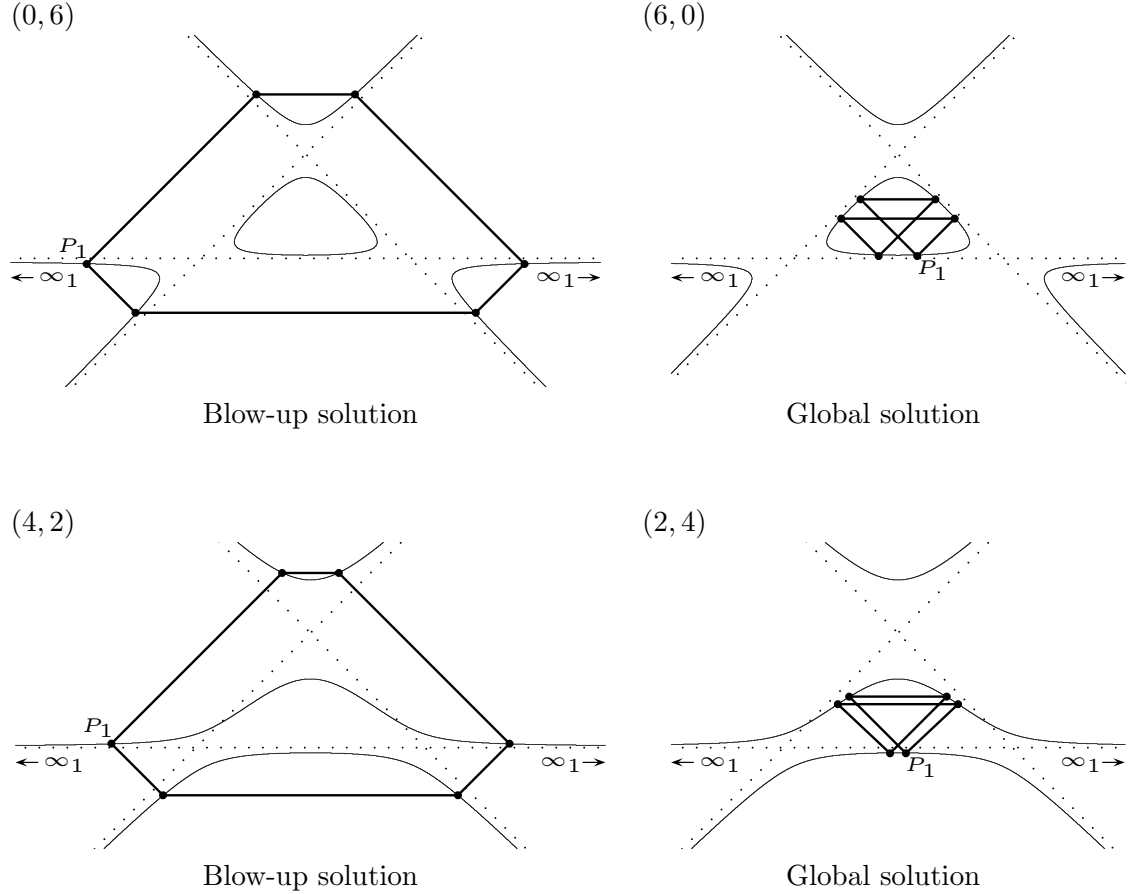 (0, 6)
(6, 0)
P1
← ∞1
∞1 →
← ∞1
P1
∞1 →
Blow-up solution
Global solution
(4, 2)
(2, 4)
P1
← ∞1
∞1 →
← ∞1
P1
∞1 →
Blow-up solution
Global solution